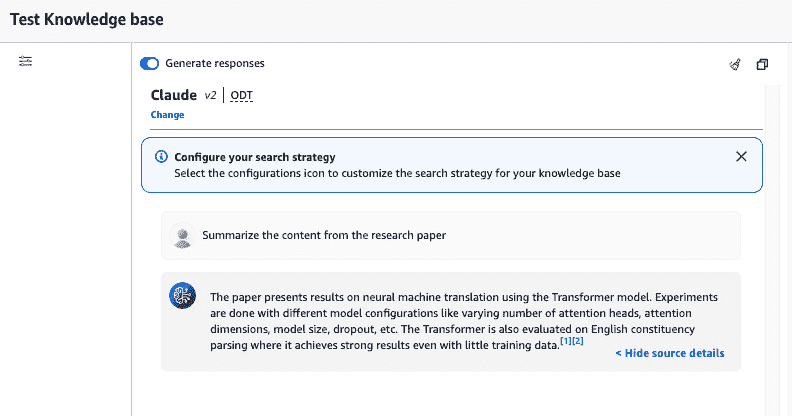 Test Knowledge base
Generate responses
Claude v2 | ODT
Change
Configure your search strategy
Select the configurations icon to customize the search strategy for your knowledge base
Summarize the content from the research paper
The paper presents results on neural machine translation using the Transformer model. Experiments
are done with different model configurations like varying number of attention heads, attention
dimensions, model size, dropout, etc. The Transformer is also evaluated on English constituency
parsing where it achieves strong results even with little training data.[1][2]
< Hide source details